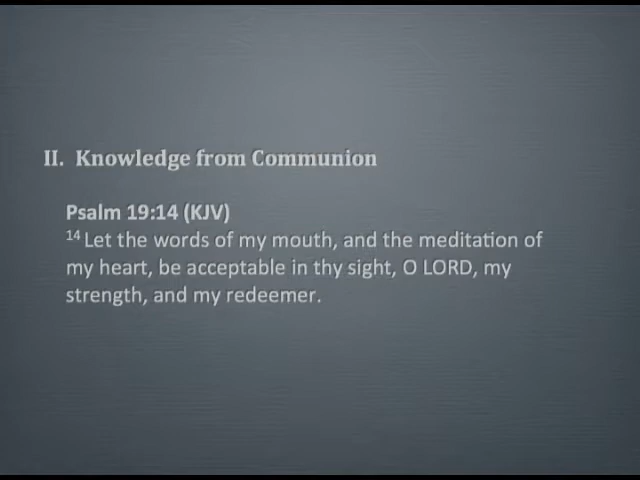 II. Knowledge from Communion
Psalm 19:14 (KJV)
14 Let the words of my mouth, and the meditation of
my heart, be acceptable in thy sight, O LORD, my
strength, and my redeemer.